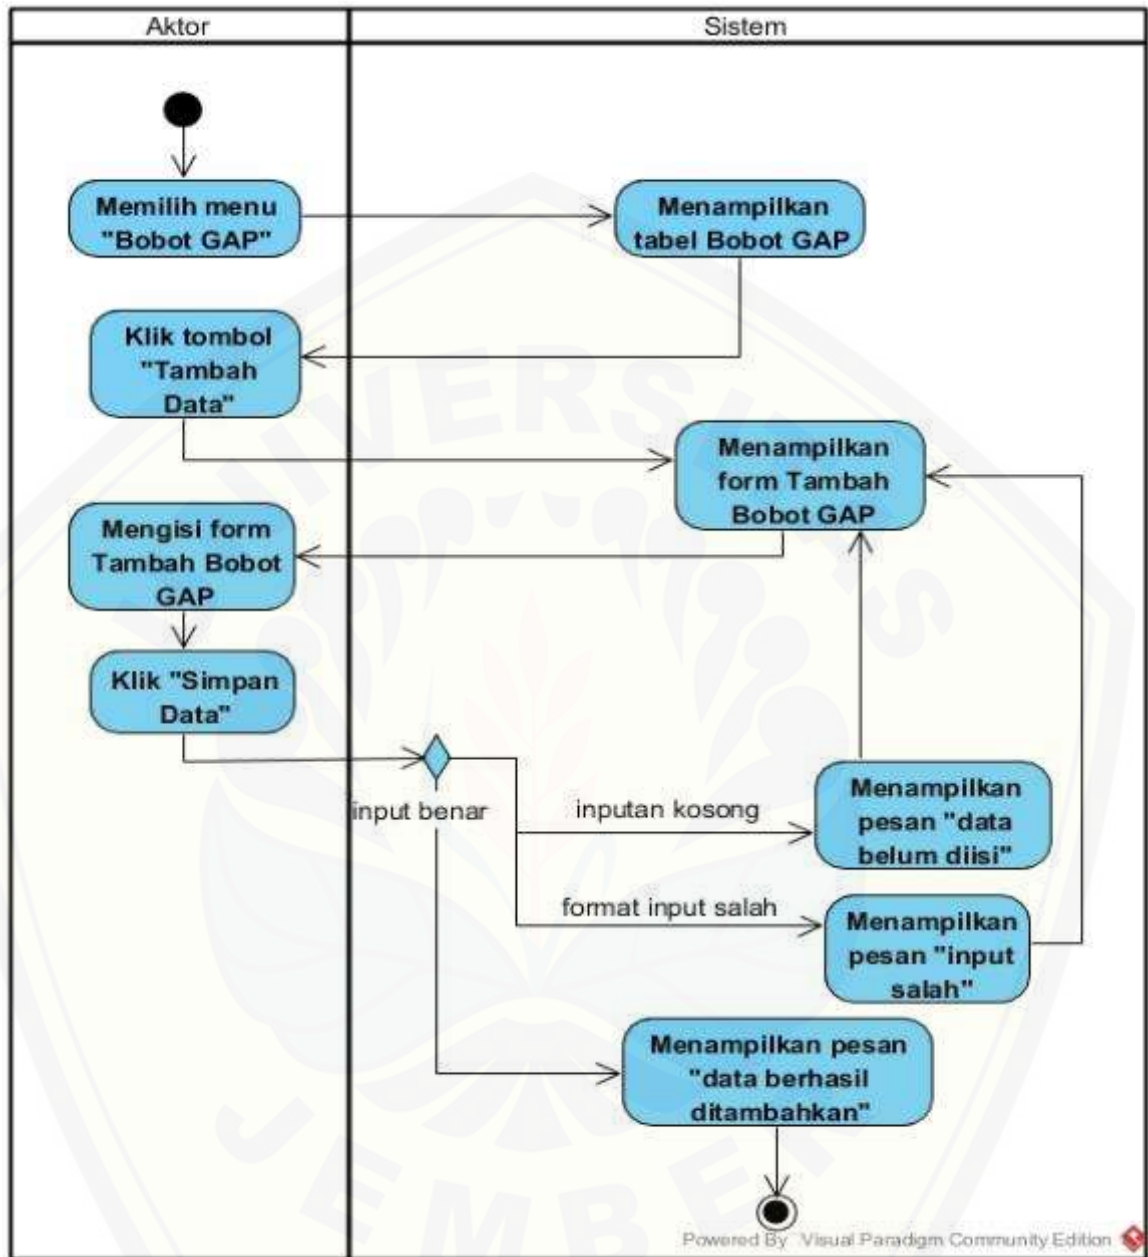 Aktor
Sistem
Memilih menu
"Bobot GAP"
Menampilkan
tabel Bobot GAP
Klik tombol
"Tambah
Data"
Menampilkan
form Tambah
Bobot GAP
Mengisi form
Tambah Bobot
GAP
Klik "Simpan
Data"
input benar
inputan kosong
Menampilkan
pesan "data
belum diisi"
format input salah
Menampilkan
pesan "input
salah"
Menampilkan pesan
"data berhasil
ditambahkan"
UNIVERSITAS
JEMBER
Powered By Visual Paradigm Community Edition